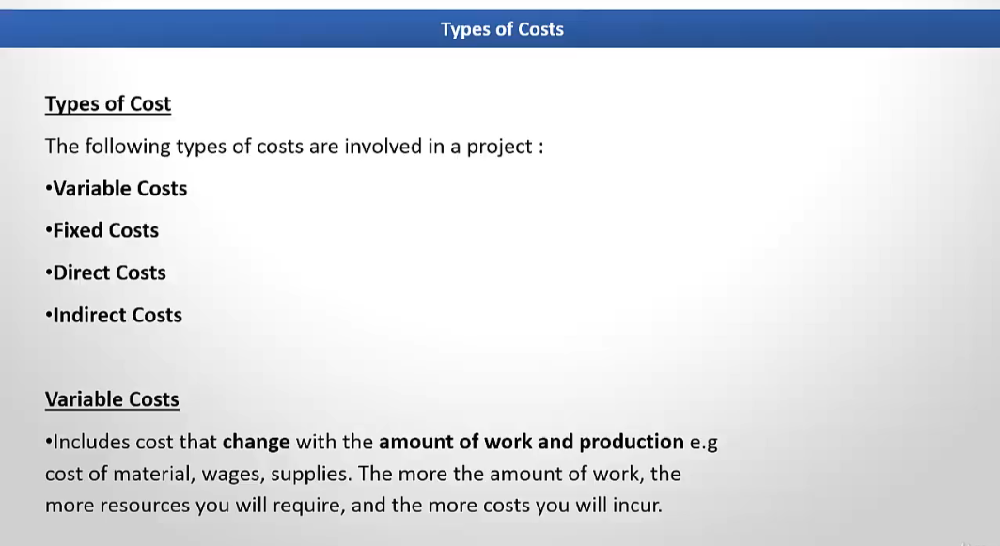 Types of Costs
Types of Cost
The following types of costs are involved in a project :
•Variable Costs
•Fixed Costs
•Direct Costs
•Indirect Costs
Variable Costs
•Includes cost that change with the amount of work and production e.g
cost of material, wages, supplies. The more the amount of work, the
more resources you will require, and the more costs you will incur.